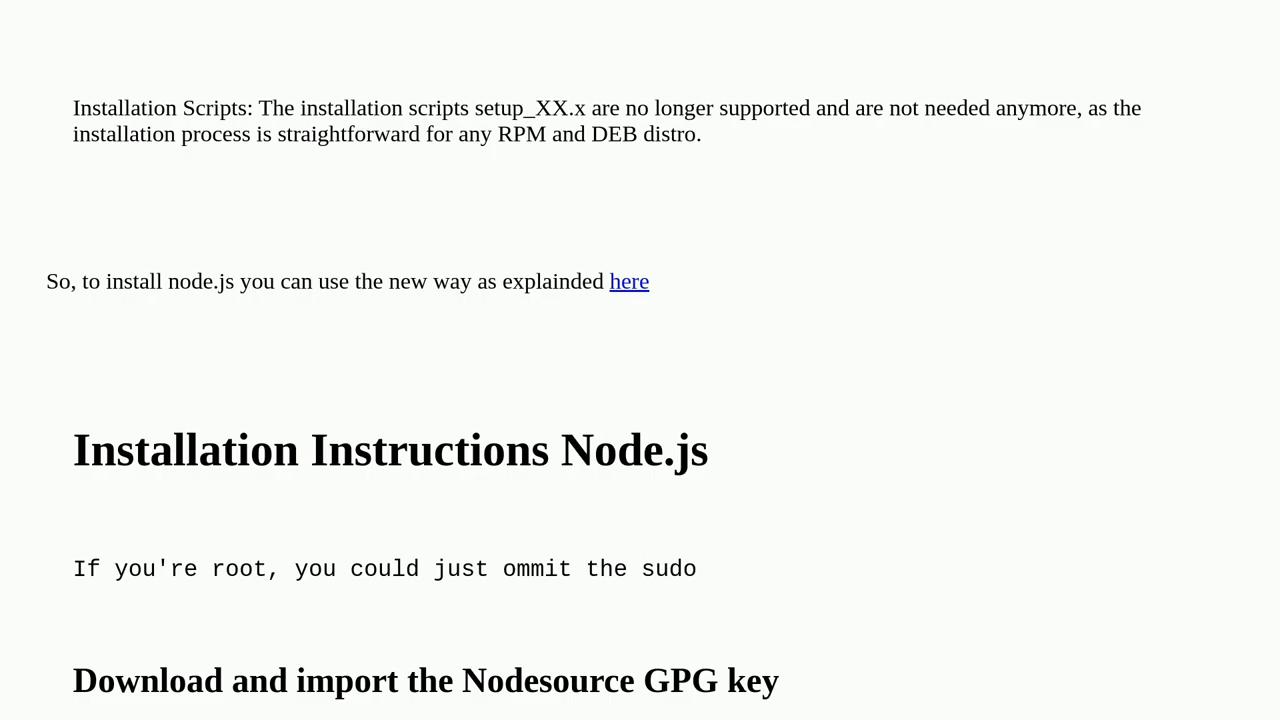 Installation Scripts: The installation scripts setup_XX.x are no longer supported and are not needed anymore, as the
installation process is straightforward for any RPM and DEB distro.
So, to install node.js you can use the new way as explainded here
Installation Instructions Node.js
If you're root, you could just ommit the sudo
Download and import the Nodesource GPG key